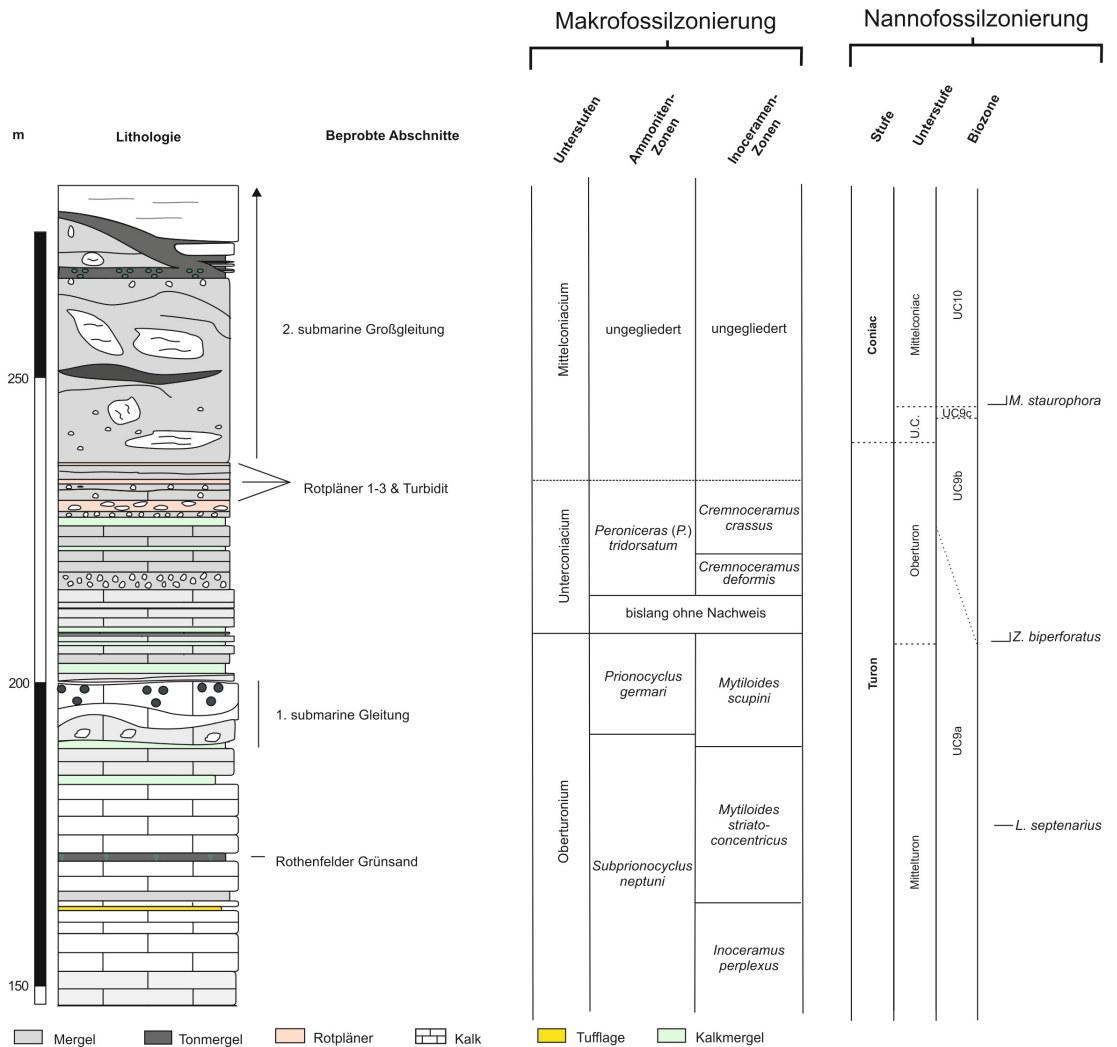 Makrofossilzonierung
Nannofossilzonierung
m
Lithologie
Beprobte Abschnitte
Unterstufen
Ammoniten-
Zonen
Inoceramen-
Zonen
Stufe
Unterstufe
Biozone
250
200
150
2. submarine Großgleitung
Rotpläner 1-3 & Turbidit
1. submarine Gleitung
Rothenfelder Grünsand
Mittelconiacium
Unterconiacium
Oberturonium
ungegliedert
Peroniceras (P.)
tridorsatum
bislang ohne Nachweis
Prionocyclus
germari
Subprionocyclus
neptuni
ungegliedert
Cremnoceramus
crassus
Cremnoceramus
deformis
Mytiloides
scupini
Mytiloides
striato-
concentricus
Inoceramus
perplexus
Coniac
Turon
Mittelconiac
U.C.
Oberturon
Mittelturon
UC10
UC9c
UC9b
UC9a
M. staurophora
Z. biperforatus
L. septenarius
Mergel
Tonmergel
Rotpläner
Kalk
Tufflage
Kalkmergel